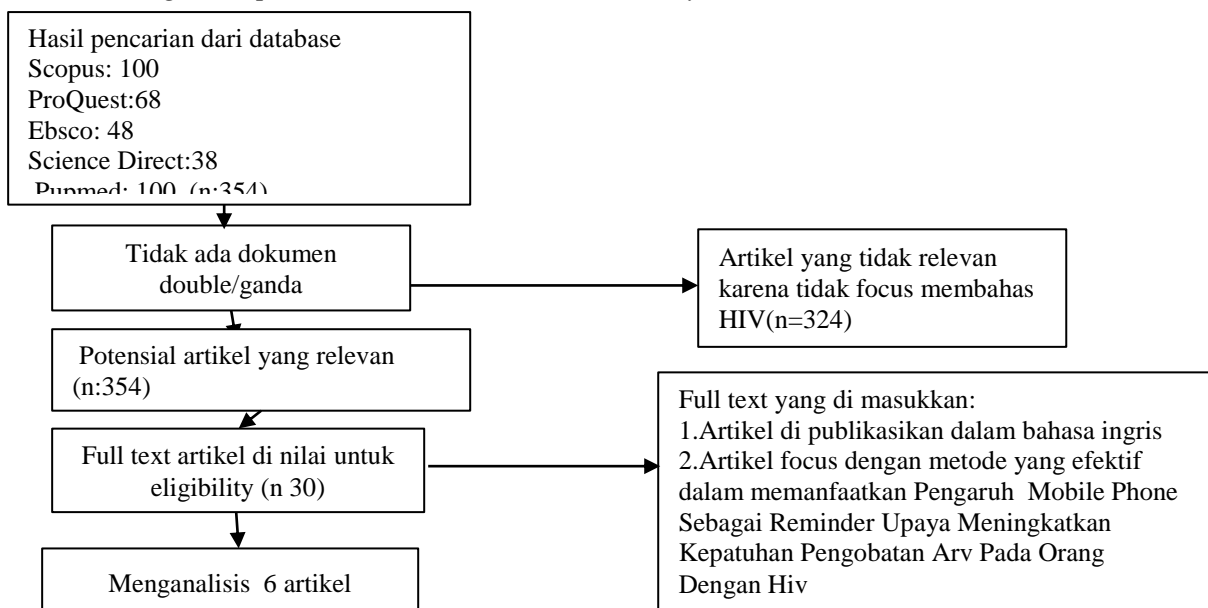 Hasil pencarian dari database
Scopus: 100
ProQuest:68
Ebsco: 48
Science Direct:38
Pupmed: 100 (n:354)
Tidak ada dokumen
double/ganda
Artikel yang tidak relevan
karena tidak focus membahas
HIV(n=324)
Potensial artikel yang relevan
(n:354)
Full text artikel di nilai untuk
eligibility (n 30)
Full text yang di masukkan:
1.Artikel di publikasikan dalam bahasa ingris
2.Artikel focus dengan metode yang efektif
dalam memanfaatkan Pengaruh Mobile Phone
Sebagai Reminder Upaya Meningkatkan
Kepatuhan Pengobatan Arv Pada Orang
Dengan Hiv
Menganalisis 6 artikel